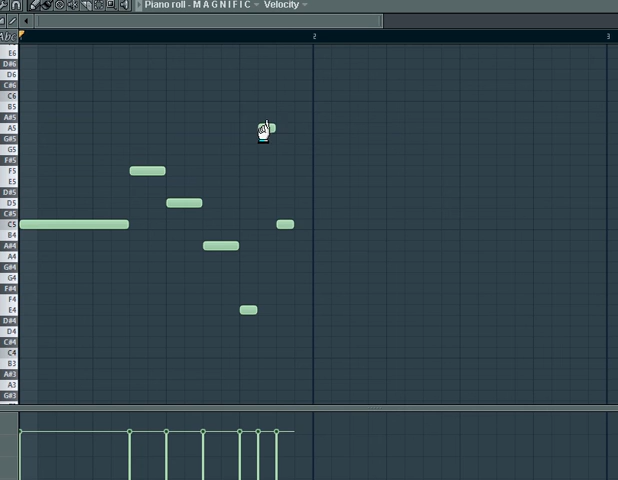 Piano roll - M A G N I F I C Velocity
Abc 2 3
E6
D#6
D6
C#6
C6
B5
A#5
A5
G#5
G5
F#5
F5
E5
D#5
D5
C#5
C5
B4
A#4
A4
G#4
G4
F#4
F4
E4
D#4
D4
C#4
C4
B3
A#3
A3
G#3